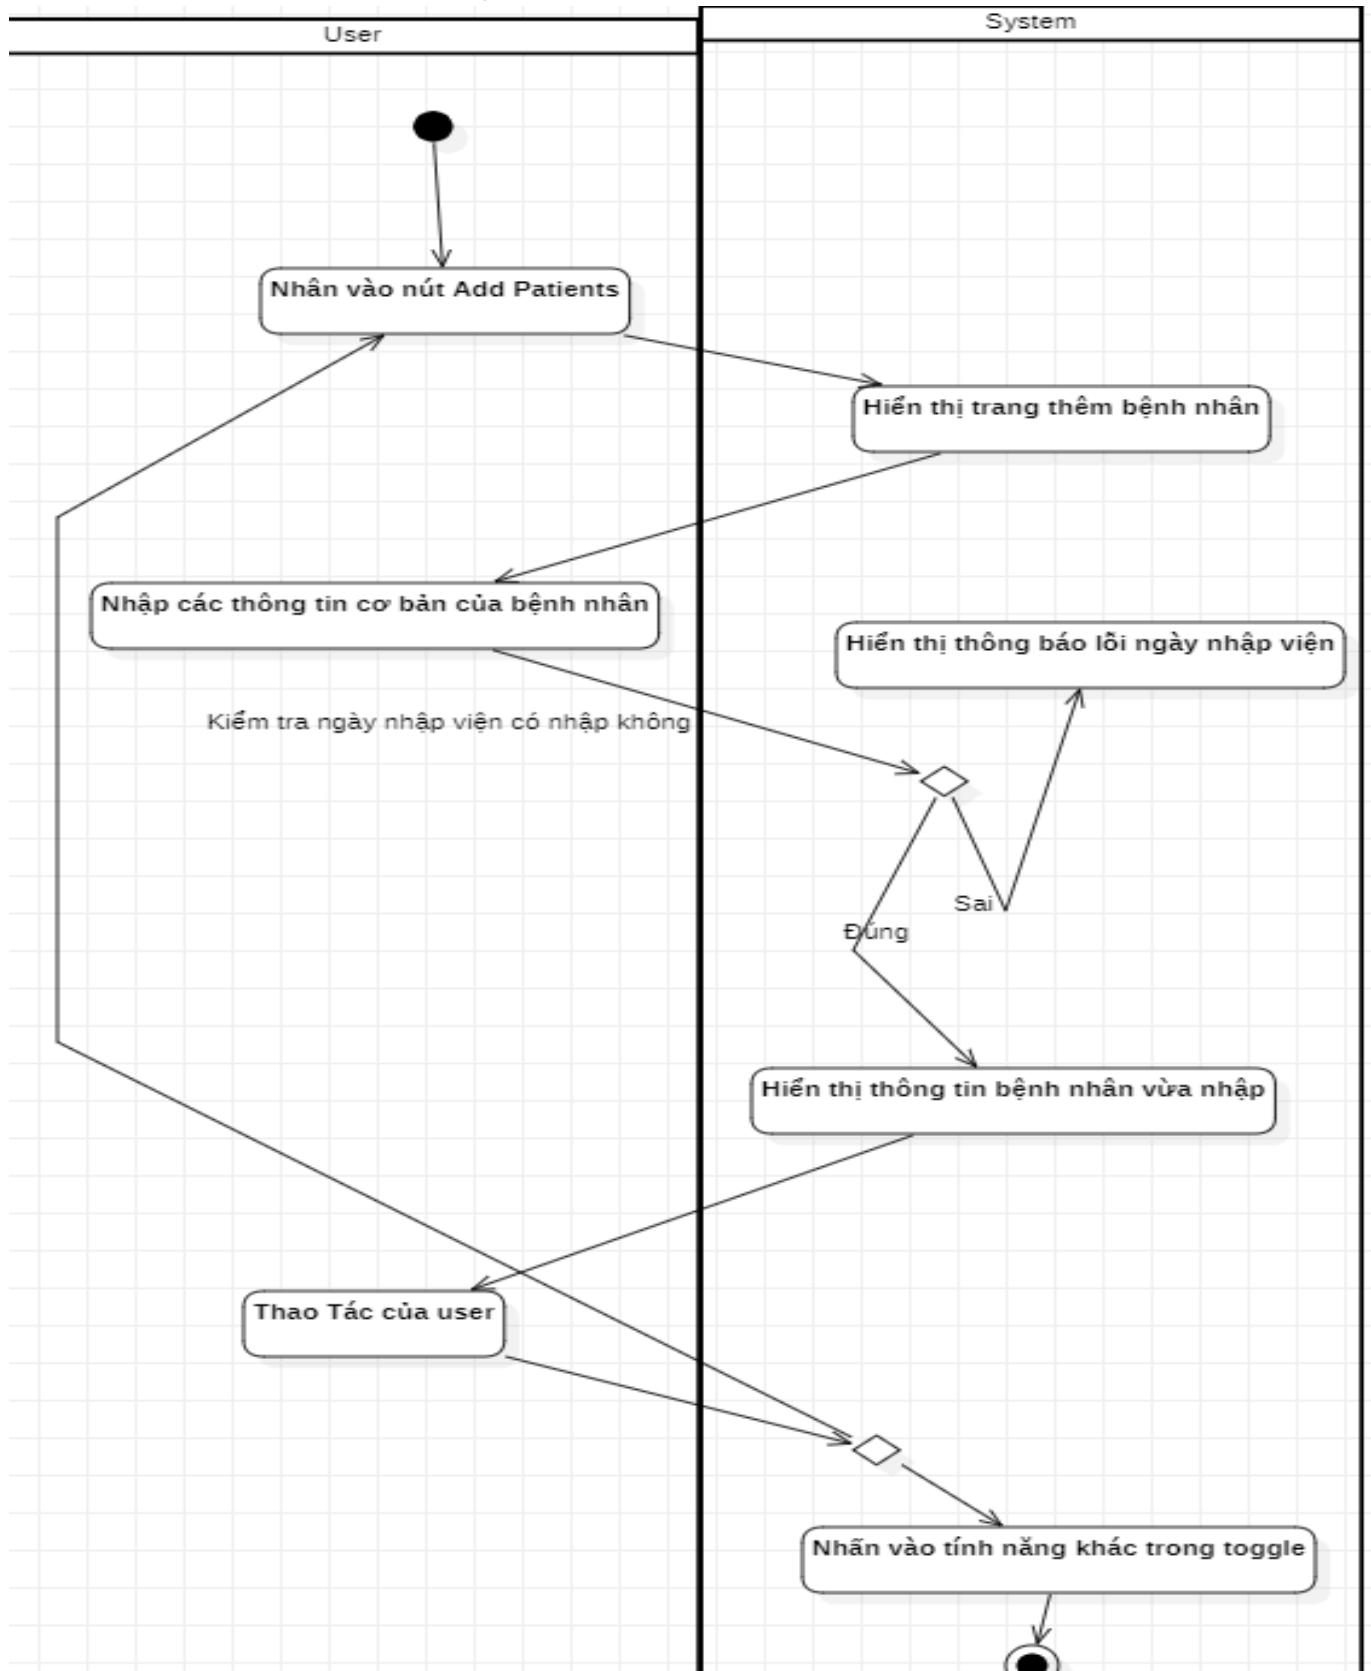 User
System
Nhân vào nút Add Patients
Hiển thị trang thêm bệnh nhân
Nhập các thông tin cơ bản của bệnh nhân
Hiển thị thông báo lỗi ngày nhập viện
Kiểm tra ngày nhập viện có nhập không
Sai
Đúng
Hiển thị thông tin bệnh nhân vừa nhập
Thao Tác của user
Nhấn vào tính năng khác trong toggle